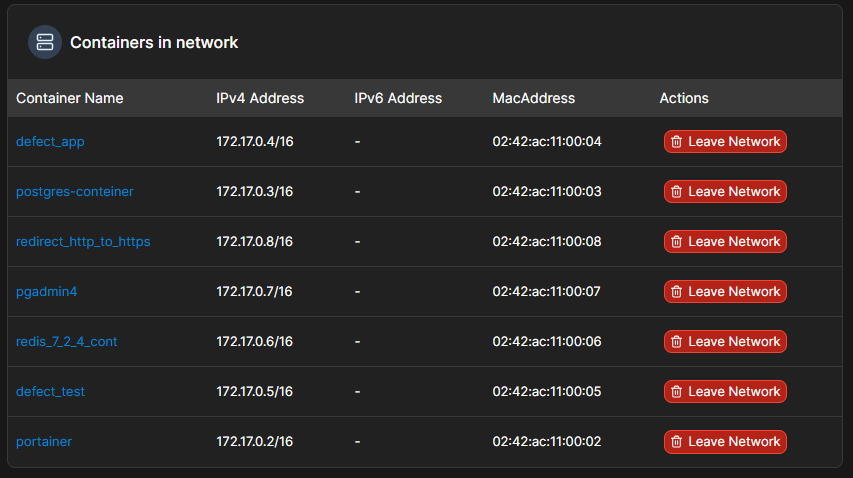 Containers in network
Container Name IPv4 Address IPv6 Address MacAddress Actions
defect_app 172.17.0.4/16 - 02:42:ac:11:00:04 Leave Network
postgres-conteiner 172.17.0.3/16 - 02:42:ac:11:00:03 Leave Network
redirect_http_to_https 172.17.0.8/16 - 02:42:ac:11:00:08 Leave Network
pgadmin4 172.17.0.7/16 - 02:42:ac:11:00:07 Leave Network
redis_7_2_4_cont 172.17.0.6/16 - 02:42:ac:11:00:06 Leave Network
defect_test 172.17.0.5/16 - 02:42:ac:11:00:05 Leave Network
portainer 172.17.0.2/16 - 02:42:ac:11:00:02 Leave Network